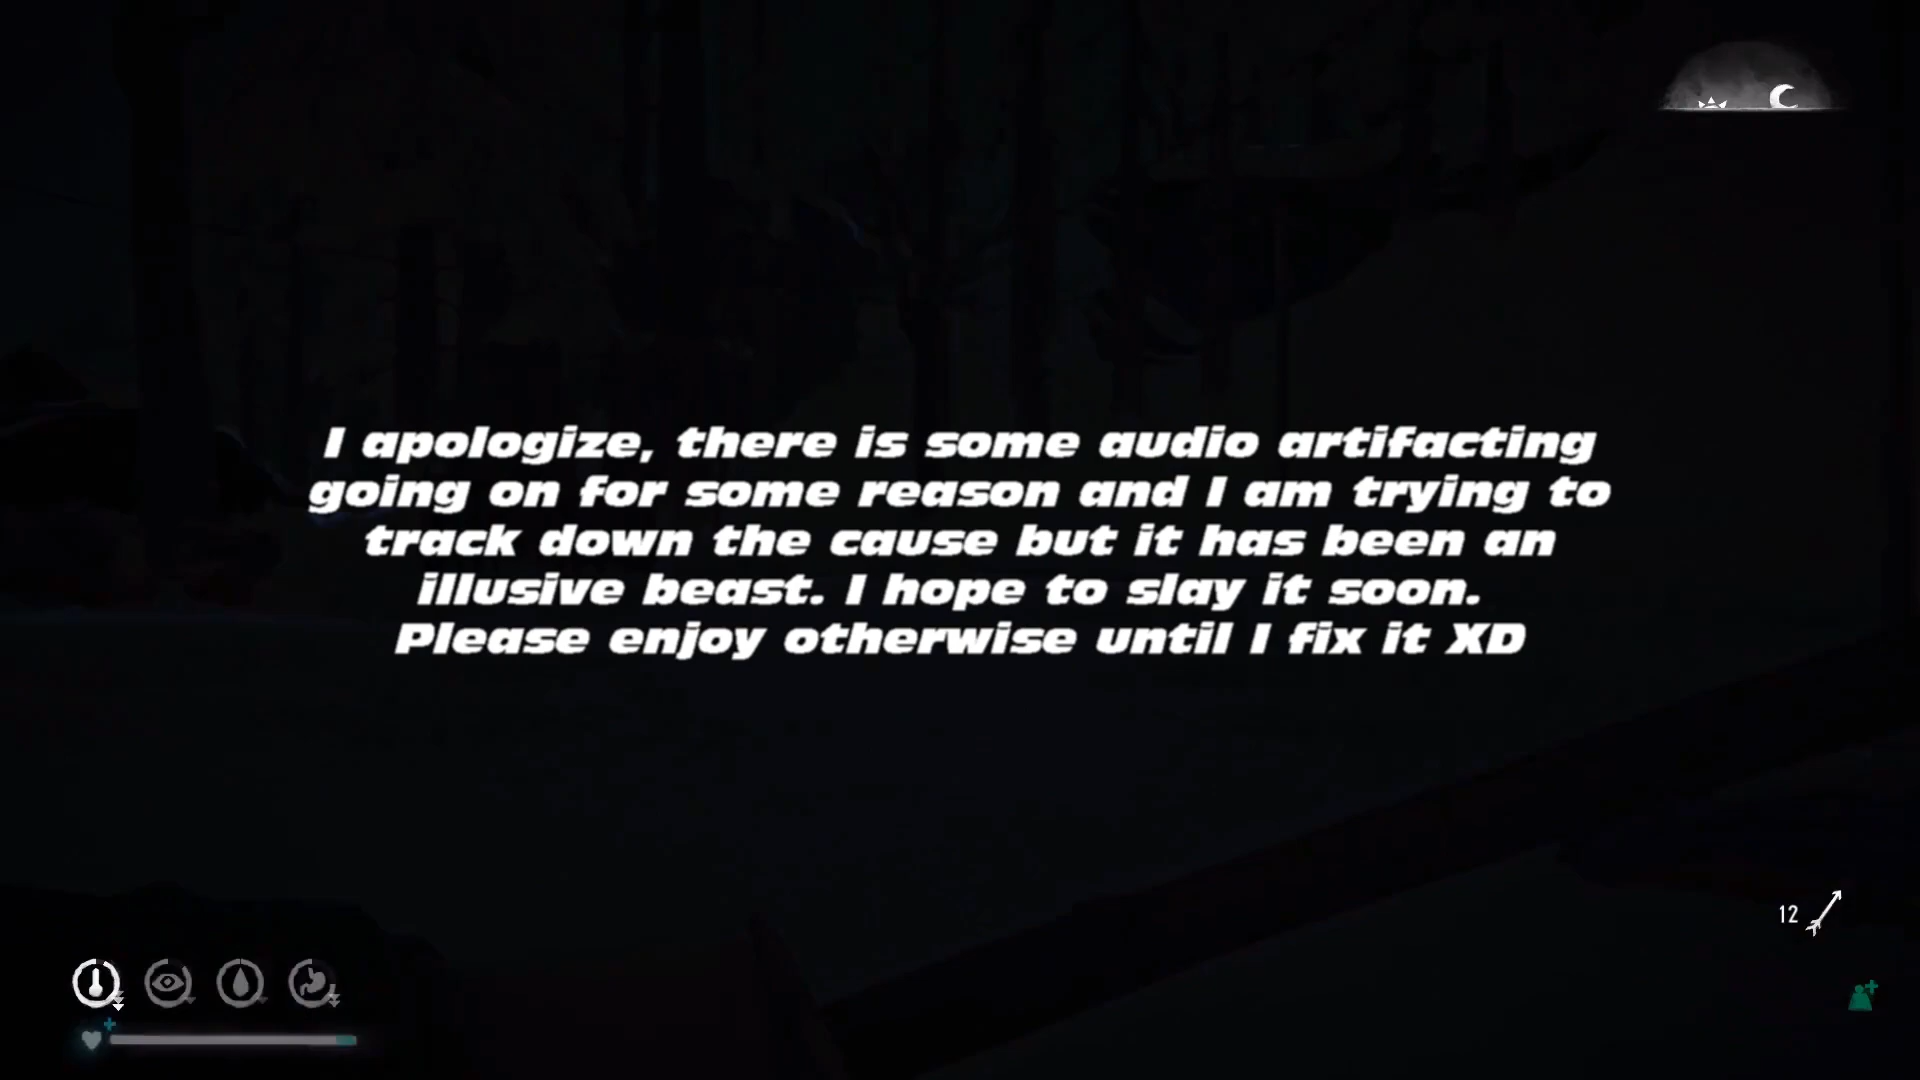 I apologize, there is some audio artifacting
going on for some reason and I am trying to
track down the cause but it has been an
illusive beast. I hope to slay it soon.
Please enjoy otherwise until I fix it XD
12